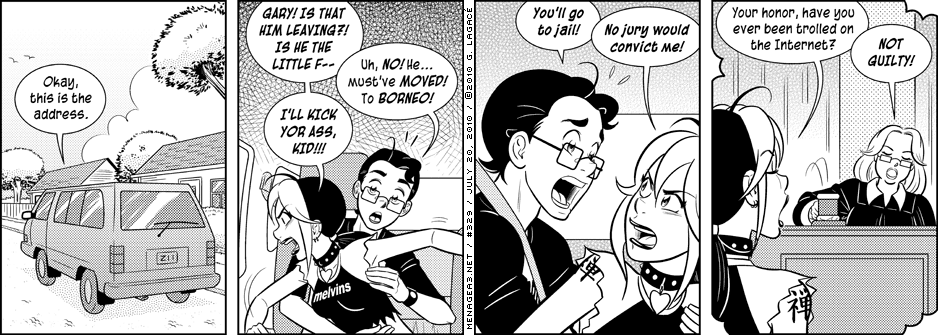 Okay,
this is the
address.
ZII
GARY! IS THAT
HIM LEAVING?!
IS HE THE
LITTLE F--
Uh, NO! He...
Must've MOVED!
To BORNEO!
I'LL KICK
YOR ASS,
KID!!!
melvins
MENAGEA3.NET / #329 / JULY 20, 2010 / ©2010 G. LAGACÉ
You'll go
to jail!
No jury would
convict me!
禅
Your honor, have you
ever been trolled on
the Internet?
NOT
GUILTY!
禅